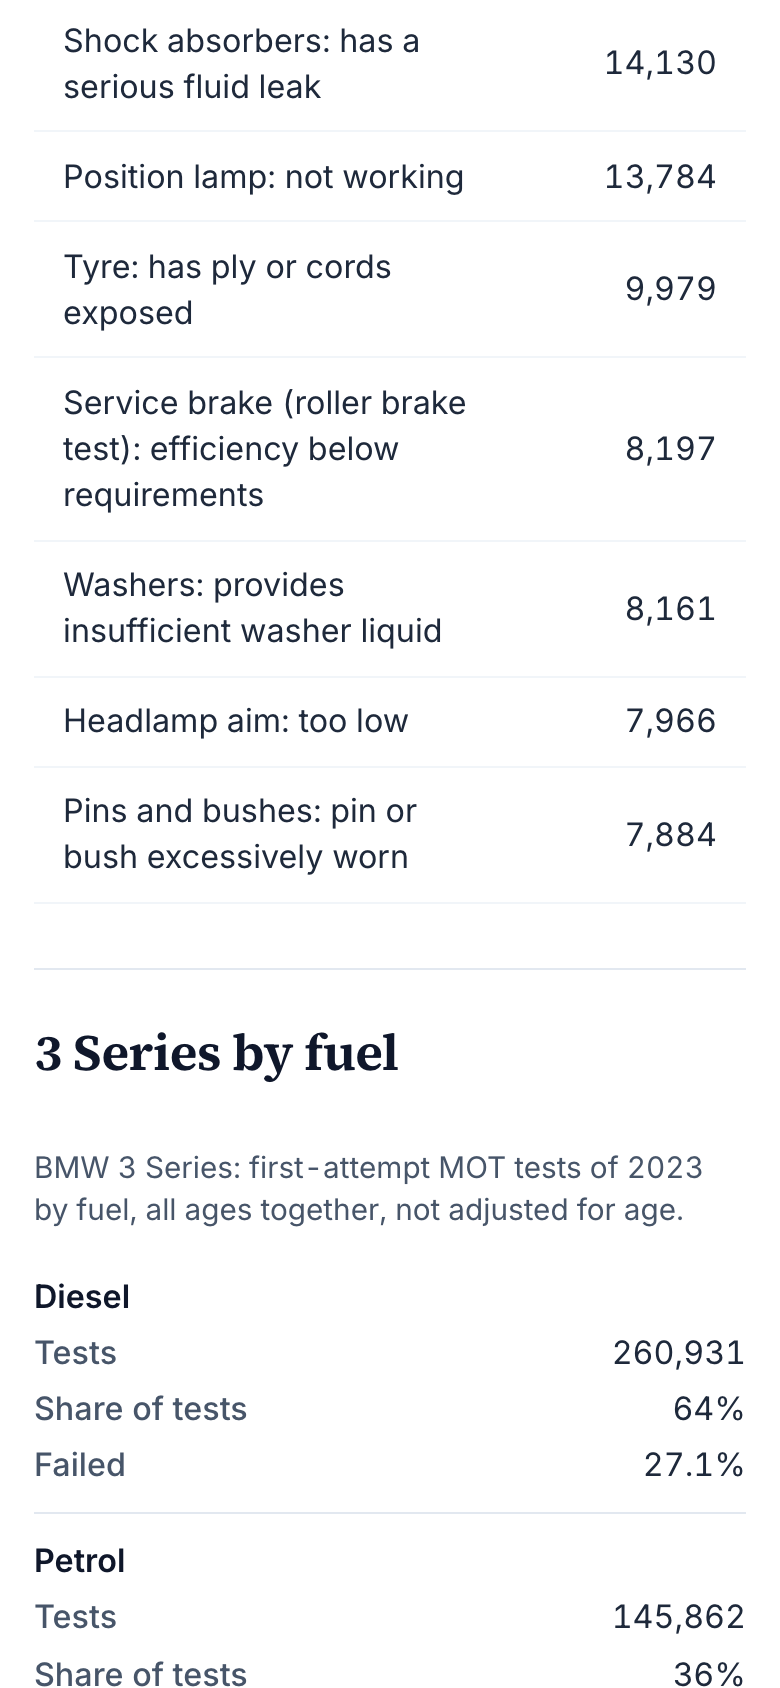 Shock absorbers: has a
serious fluid leak
14,130
Position lamp: not working
13,784
Tyre: has ply or cords
exposed
9,979
Service brake (roller brake
test): efficiency below
requirements
8,197
Washers: provides
insufficient washer liquid
8,161
Headlamp aim: too low
7,966
Pins and bushes: pin or
bush excessively worn
7,884
3 Series by fuel
BMW 3 Series: first-attempt MOT tests of 2023
by fuel, all ages together, not adjusted for age.
Diesel
Tests 260,931
Share of tests 64%
Failed 27.1%
Petrol
Tests 145,862
Share of tests 36%